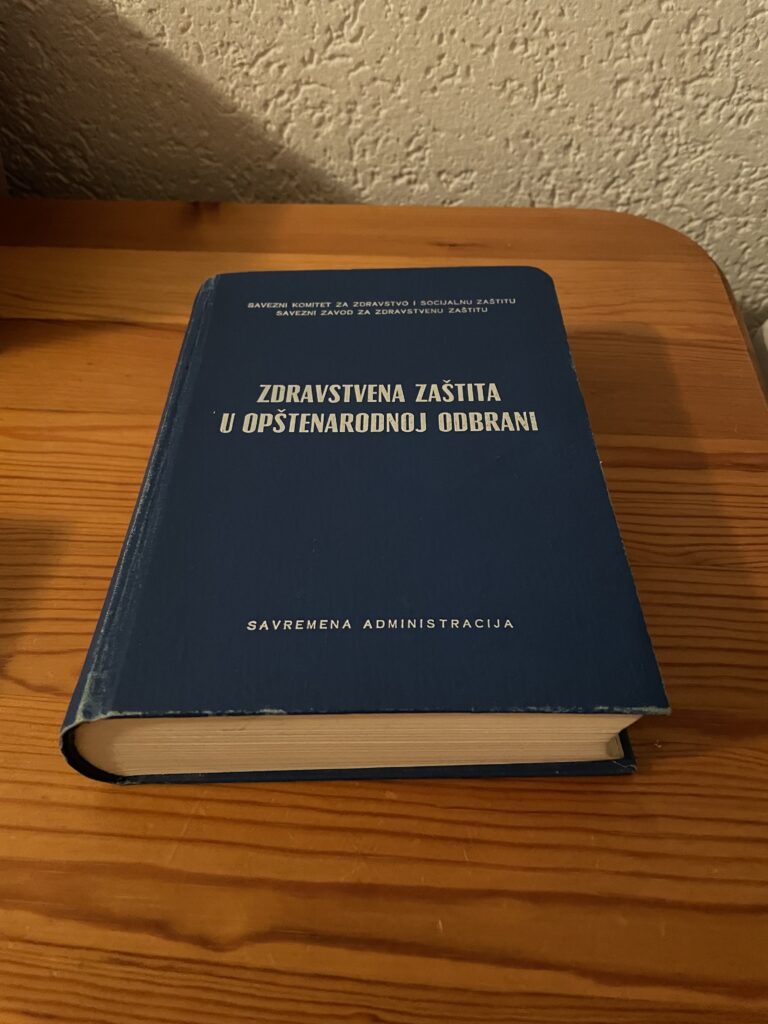 SAVEZNI KOMITET ZA ZDRAVSTVO I SOCIJALNU ZAŠTITU
SAVEZNI ZAVOD ZA ZDRAVSTVENU ZAŠTITU
ZDRAVSTVENA ZAŠTITA
U OPŠTENARODNOJ ODBRANI
SAVREMENA ADMINISTRACIJA